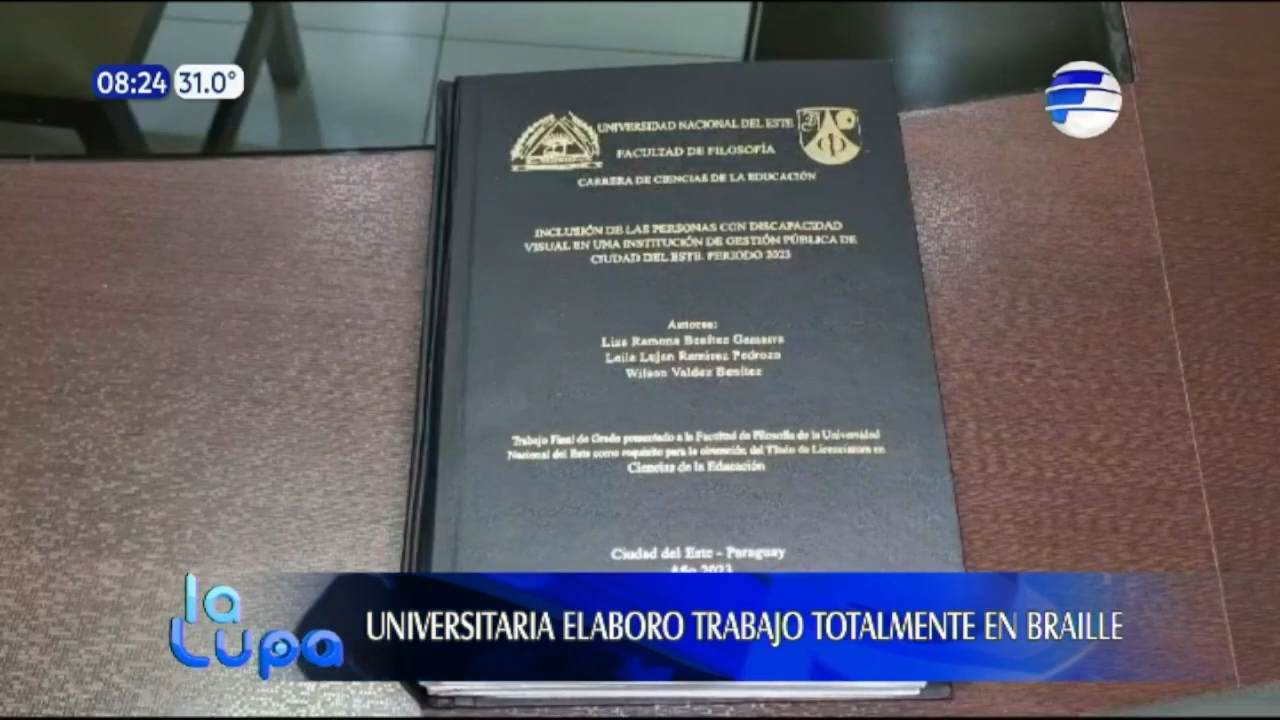 08:24 31.0°
UNIVERSIDAD NACIONAL DEL ESTE
FACULTAD DE FILOSOFÍA
CARRERA DE CIENCIAS DE LA EDUCACIÓN
INCLUSIÓN DE LAS PERSONAS CON DISCAPACIDAD
VISUAL EN UNA INSTITUCIÓN DE GESTIÓN PÚBLICA DE
CIUDAD DEL ESTE. PERIODO 2023
Autores:
Liza Ramona Benítez Gamarra
Leila Lujan Ramírez Pedrozo
Wilson Valdez Benítez
Trabajo Final de Grado presentado a la Facultad de Filosofía de la Universidad
Nacional del Este como requisito para la obtención del Título de Licenciatura en
Ciencias de la Educación
Ciudad del Este - Paraguay
Año 2023
la
Lupa
UNIVERSITARIA ELABORO TRABAJO TOTALMENTE EN BRAILLE